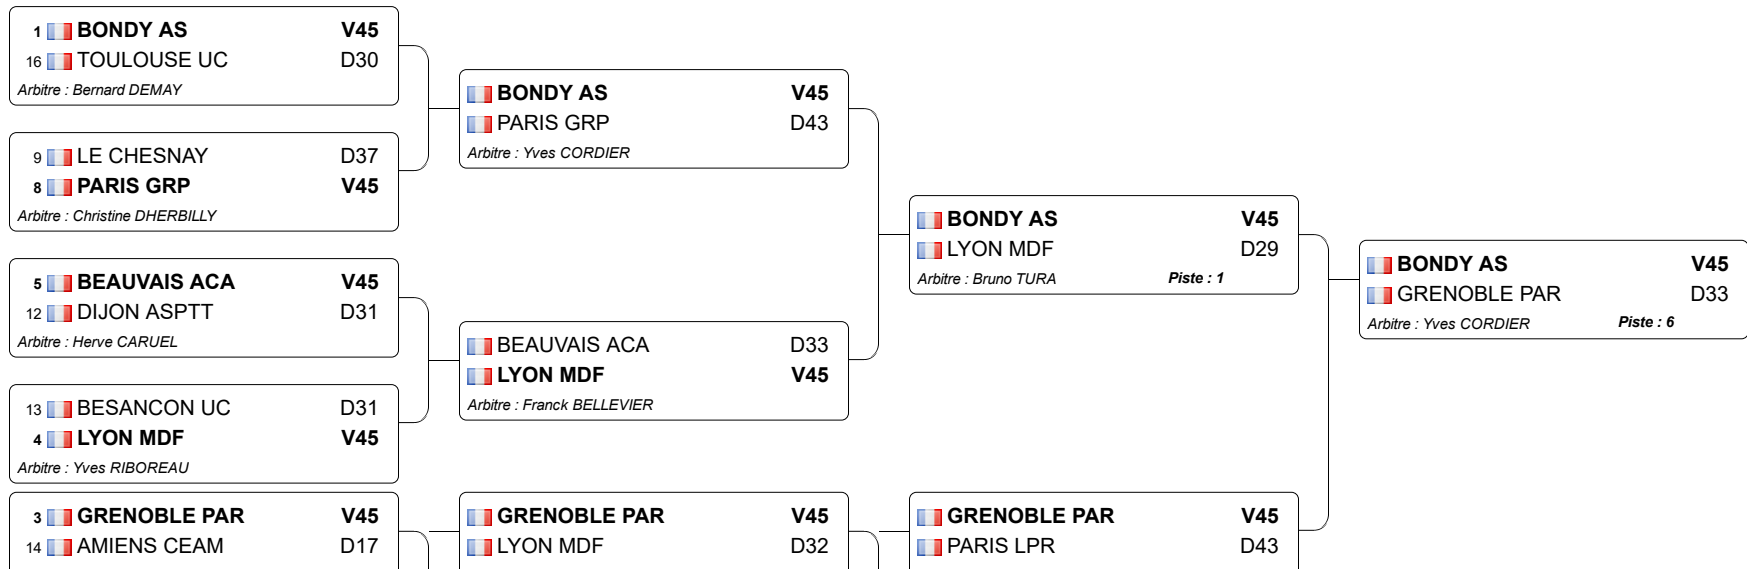 1 BONDY AS V45
16 TOULOUSE UC D30
Arbitre : Bernard DEMAY
9 LE CHESNAY D37
8 PARIS GRP V45
Arbitre : Christine DHERBILLY
5 BEAUVAIS ACA V45
12 DIJON ASPTT D31
Arbitre : Herve CARUEL
13 BESANCON UC D31
4 LYON MDF V45
Arbitre : Yves RIBOREAU
3 GRENOBLE PAR V45
14 AMIENS CEAM D17
BONDY AS V45
PARIS GRP D43
Arbitre : Yves CORDIER
BEAUVAIS ACA D33
LYON MDF V45
Arbitre : Franck BELLEVIER
GRENOBLE PAR V45
LYON MDF D32
BONDY AS V45
LYON MDF D29
Arbitre : Bruno TURA Piste : 1
GRENOBLE PAR V45
PARIS LPR D43
BONDY AS V45
GRENOBLE PAR D33
Arbitre : Yves CORDIER Piste : 6